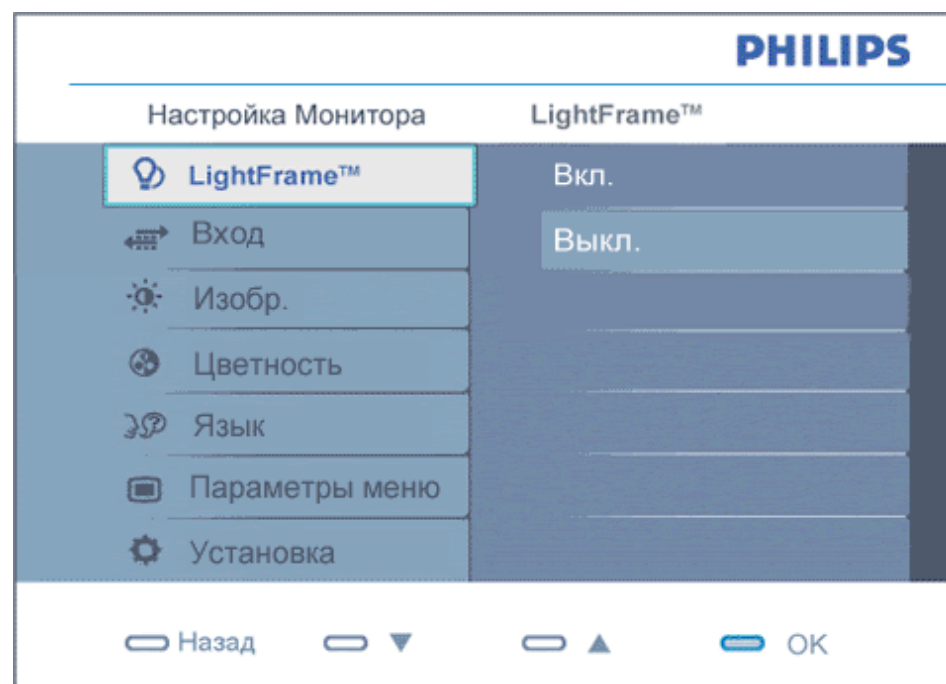 PHILIPS
Настройка Монитора
LightFrame™
LightFrame™
Вкл.
Вход
Выкл.
Изобр.
Цветность
Язык
Параметры меню
Установка
Назад ▼ ▲ OK